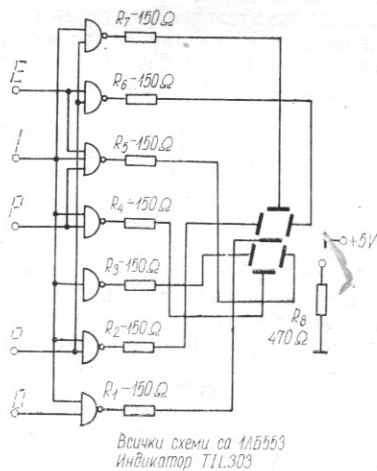 R7-150Ω
E
R6-150Ω
I
R5-150Ω
P
R4-150Ω
+5V
R3-150Ω
R8
470Ω
R2-150Ω
R1-150Ω
Всички схеми са 1ЛБ553
Индикатор TIL303